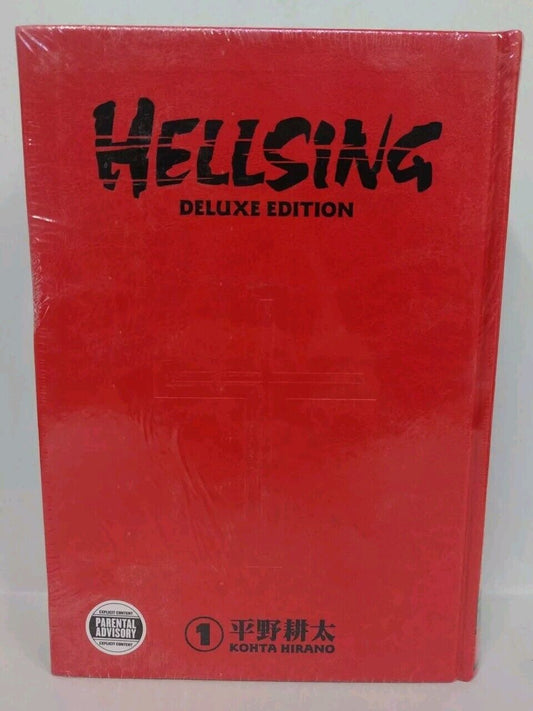 HELLSING
DELUXE EDITION
EXPLICIT CONTENT
PARENTAL
ADVISORY
EXPLICIT CONTENT
1 平野耕太
KOHTA HIRANO